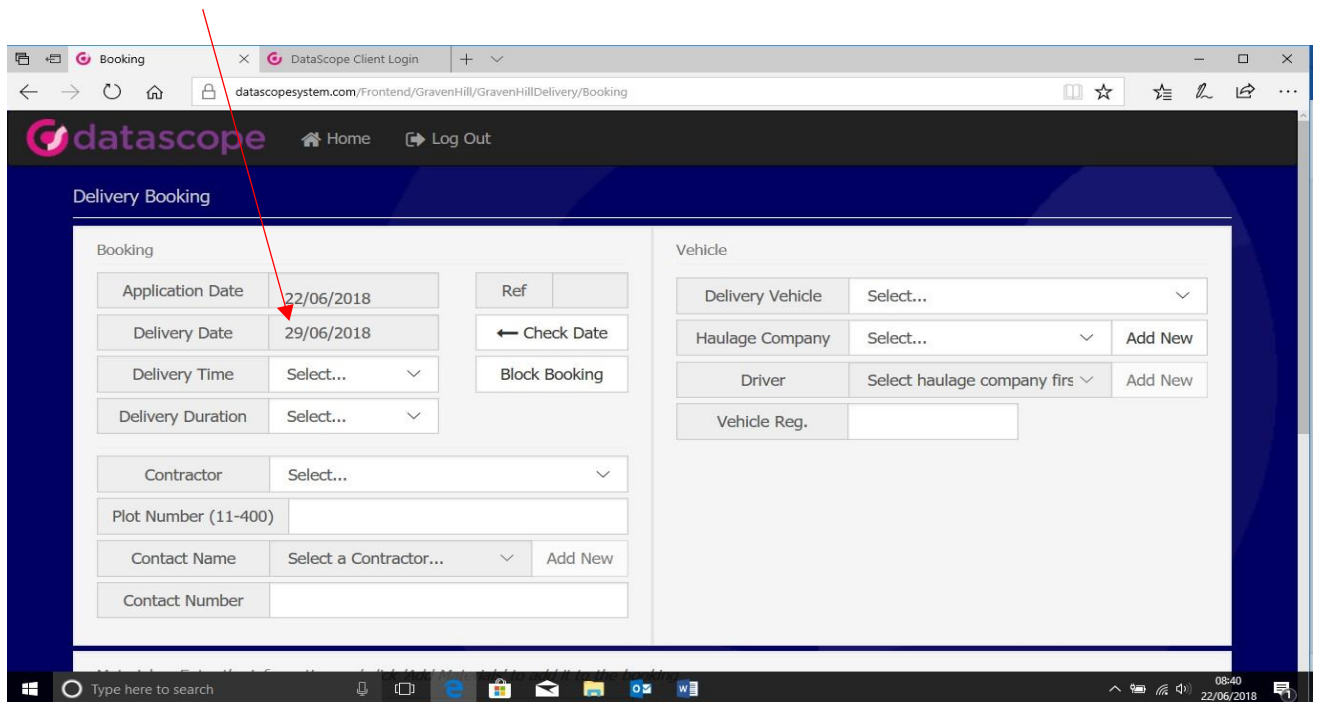 Booking
DataScope Client Login
datascopesystem.com/Frontend/GravenHill/GravenHillDelivery/Booking
datascope Home Log Out
Delivery Booking
Booking
Application Date 22/06/2018 Ref
Delivery Date 29/06/2018 Check Date
Delivery Time Select... Block Booking
Delivery Duration Select...
Contractor Select...
Plot Number (11-400)
Contact Name Select a Contractor... Add New
Contact Number
Vehicle
Delivery Vehicle Select...
Haulage Company Select... Add New
Driver Select haulage company firs Add New
Vehicle Reg.
Type here to search
08:40
22/06/2018